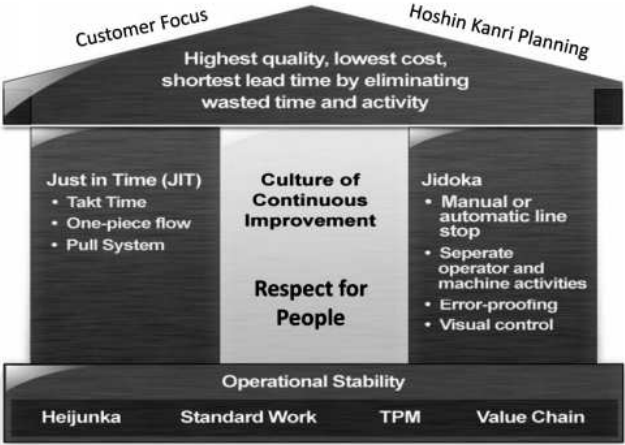 Customer Focus
Hoshin Kanri Planning
Highest quality, lowest cost,
shortest lead time by eliminating
wasted time and activity
Just in Time (JIT)
• Takt Time
• One-piece flow
• Pull System
Culture of
Continuous
Improvement
Respect for
People
Jidoka
• Manual or
automatic line
stop
• Seperate
operator and
machine activities
• Error-proofing
• Visual control
Operational Stability
Heijunka Standard Work TPM Value Chain